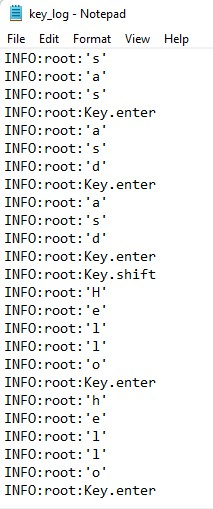 key_log - Notepad
File Edit Format View Help
INFO:root:'s'
INFO:root:'a'
INFO:root:'s'
INFO:root:Key.enter
INFO:root:'a'
INFO:root:'s'
INFO:root:'d'
INFO:root:Key.enter
INFO:root:'a'
INFO:root:'s'
INFO:root:'d'
INFO:root:Key.enter
INFO:root:Key.shift
INFO:root:'H'
INFO:root:'e'
INFO:root:'l'
INFO:root:'l'
INFO:root:'o'
INFO:root:Key.enter
INFO:root:'h'
INFO:root:'e'
INFO:root:'l'
INFO:root:'l'
INFO:root:'o'
INFO:root:Key.enter